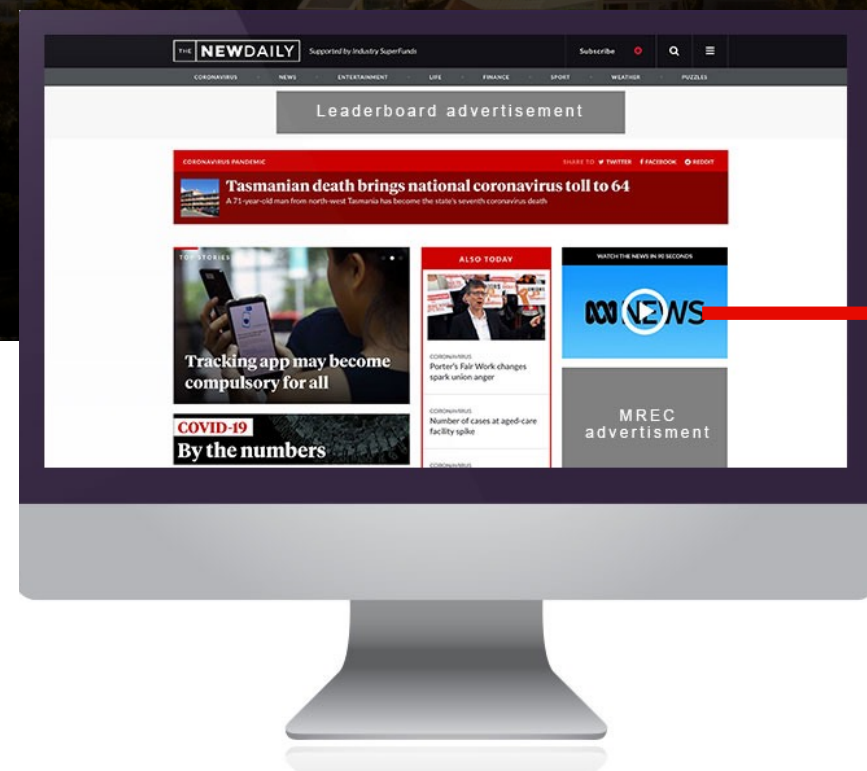 THE NEWDAILY Supported by Industry SuperFunds Subscribe
CORONAVIRUS NEWS ENTERTAINMENT LIFE FINANCE SPORT WEATHER PUZZLES
Leaderboard advertisement
CORONAVIRUS PANDEMIC SHARE TO TWITTER FACEBOOK REDDIT
Tasmanian death brings national coronavirus toll to 64
A 71-year-old man from north-west Tasmania has become the state's seventh coronavirus death
TOP STORIES
Tracking app may become
compulsory for all
COVID-19
By the numbers
ALSO TODAY
CORONAVIRUS
Porter's Fair Work changes
spark union anger
CORONAVIRUS
Number of cases at aged-care
facility spike
CORONAVIRUS
WATCH THE NEWS IN 90 SECONDS
NEWS
MREC
advertisment